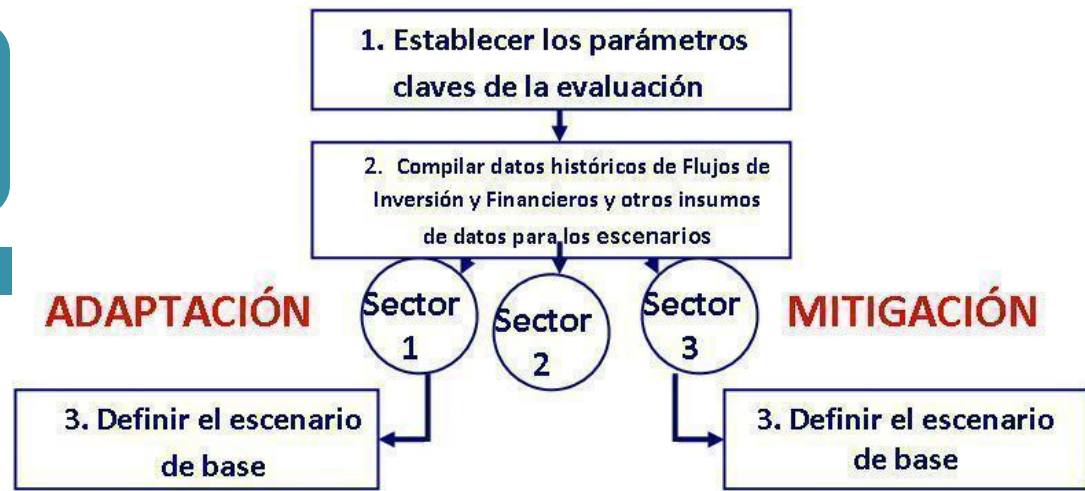 1. Establecer los parámetros
claves de la evaluación
2. Compilar datos históricos de Flujos de
Inversión y Financieros y otros insumos
de datos para los escenarios
ADAPTACIÓN
Sector
1
Sector
2
Sector
3
MITIGACIÓN
3. Definir el escenario
de base
3. Definir el escenario
de base